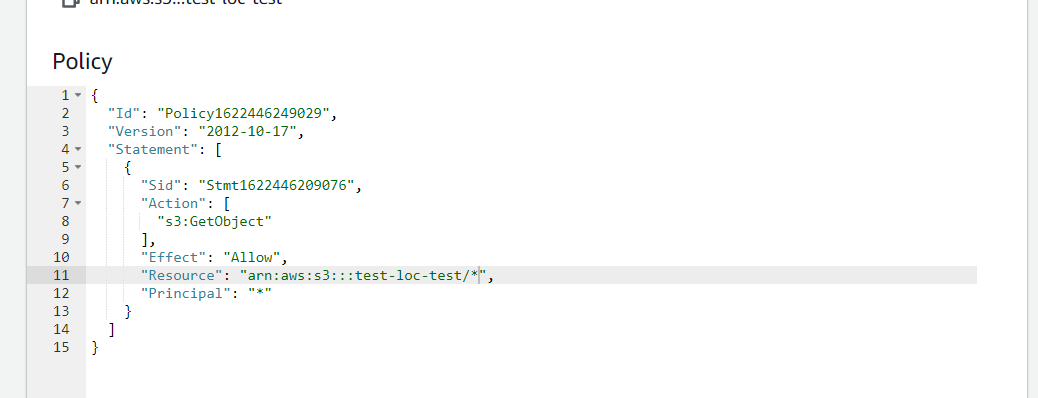 arn:aws:s3...test-loc-test
Policy
1 {
2 "Id": "Policy1622446249029",
3 "Version": "2012-10-17",
4 "Statement": [
5 {
6 "Sid": "Stmt1622446209076",
7 "Action": [
8 "s3:GetObject"
9 ],
10 "Effect": "Allow",
11 "Resource": "arn:aws:s3:::test-loc-test/*",
12 "Principal": "*"
13 }
14 ]
15 }